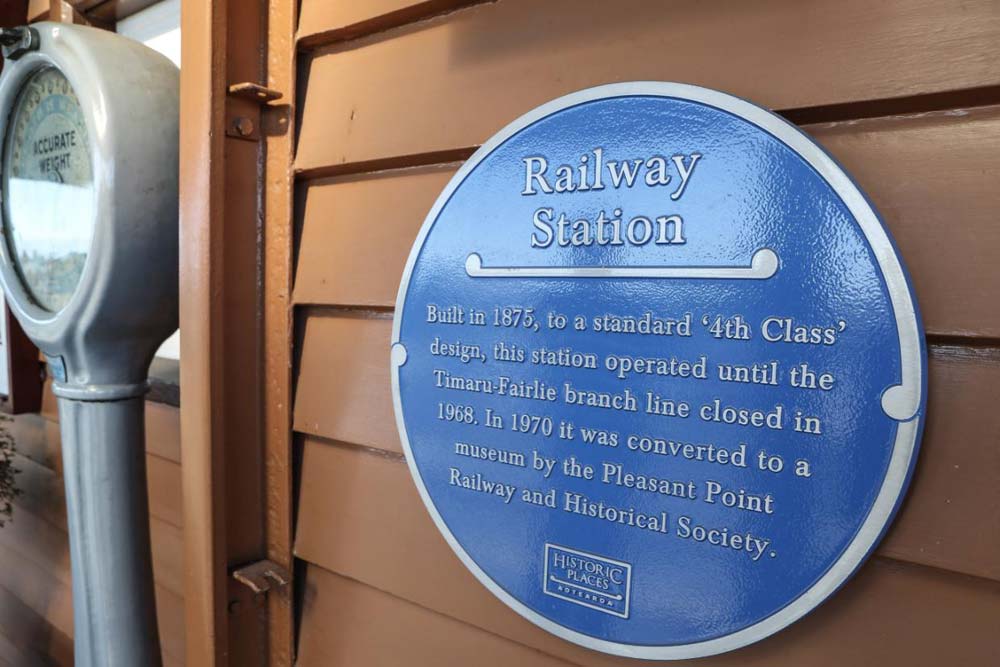 ACCURATE
WEIGHT
Railway
Station
Built in 1875, to a standard ‘4th Class’
design, this station operated until the
Timaru-Fairlie branch line closed in
1968. In 1970 it was converted to a
museum by the Pleasant Point
Railway and Historical Society.
HISTORIC
PLACES
AOTEAROA